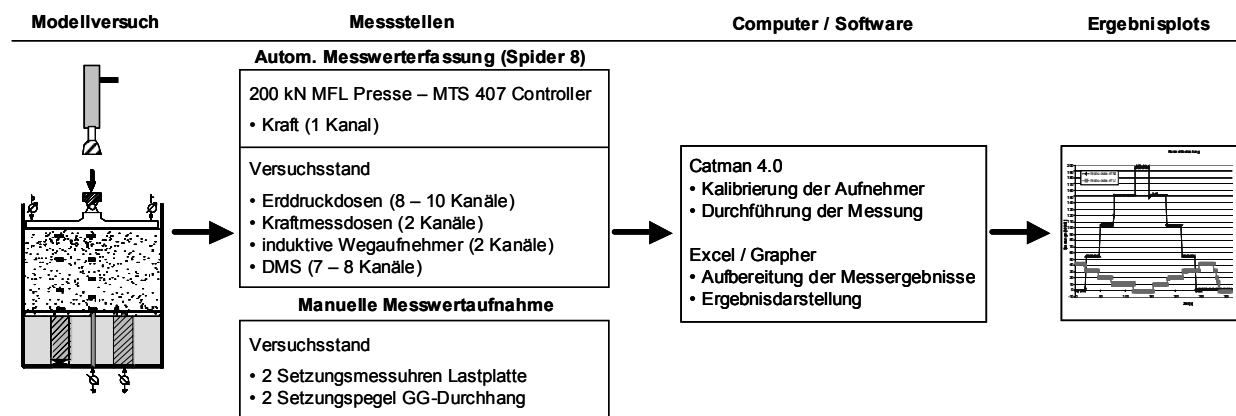 Modellversuch
Messstellen
Computer / Software
Ergebnisplots
Autom. Messwerterfassung (Spider 8)
200 kN MFL Presse – MTS 407 Controller
• Kraft (1 Kanal)
Versuchsstand
• Erddruckdosen (8 – 10 Kanäle)
• Kraftmessdosen (2 Kanäle)
• induktive Wegaufnehmer (2 Kanäle)
• DMS (7 – 8 Kanäle)
Manuelle Messwertaufnahme
Versuchsstand
• 2 Setzungsmessuhren Lastplatte
• 2 Setzungspegel GG-Durchhang
Catman 4.0
• Kalibrierung der Aufnehmer
• Durchführung der Messung
Excel / Grapher
• Aufbereitung der Messergebnisse
• Ergebnisdarstellung